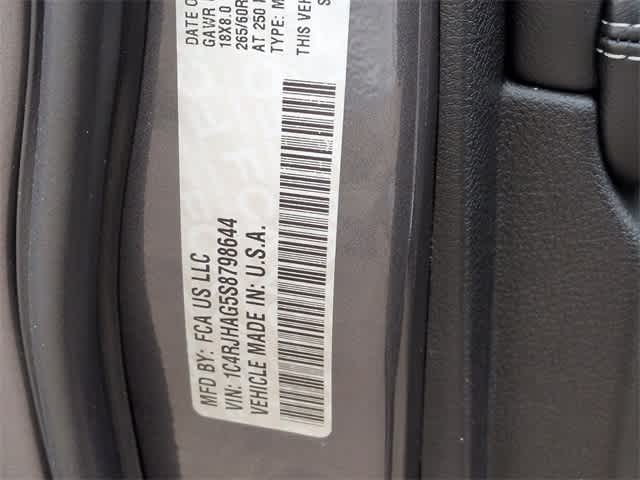 DATE O
GAWR
18X8.0
265/60R
AT 250
TYPE: M
THIS VEH
MFD BY: FCA US LLC
VIN: 1C4RJHAG5S8798644
VEHICLE MADE IN: U.S.A.